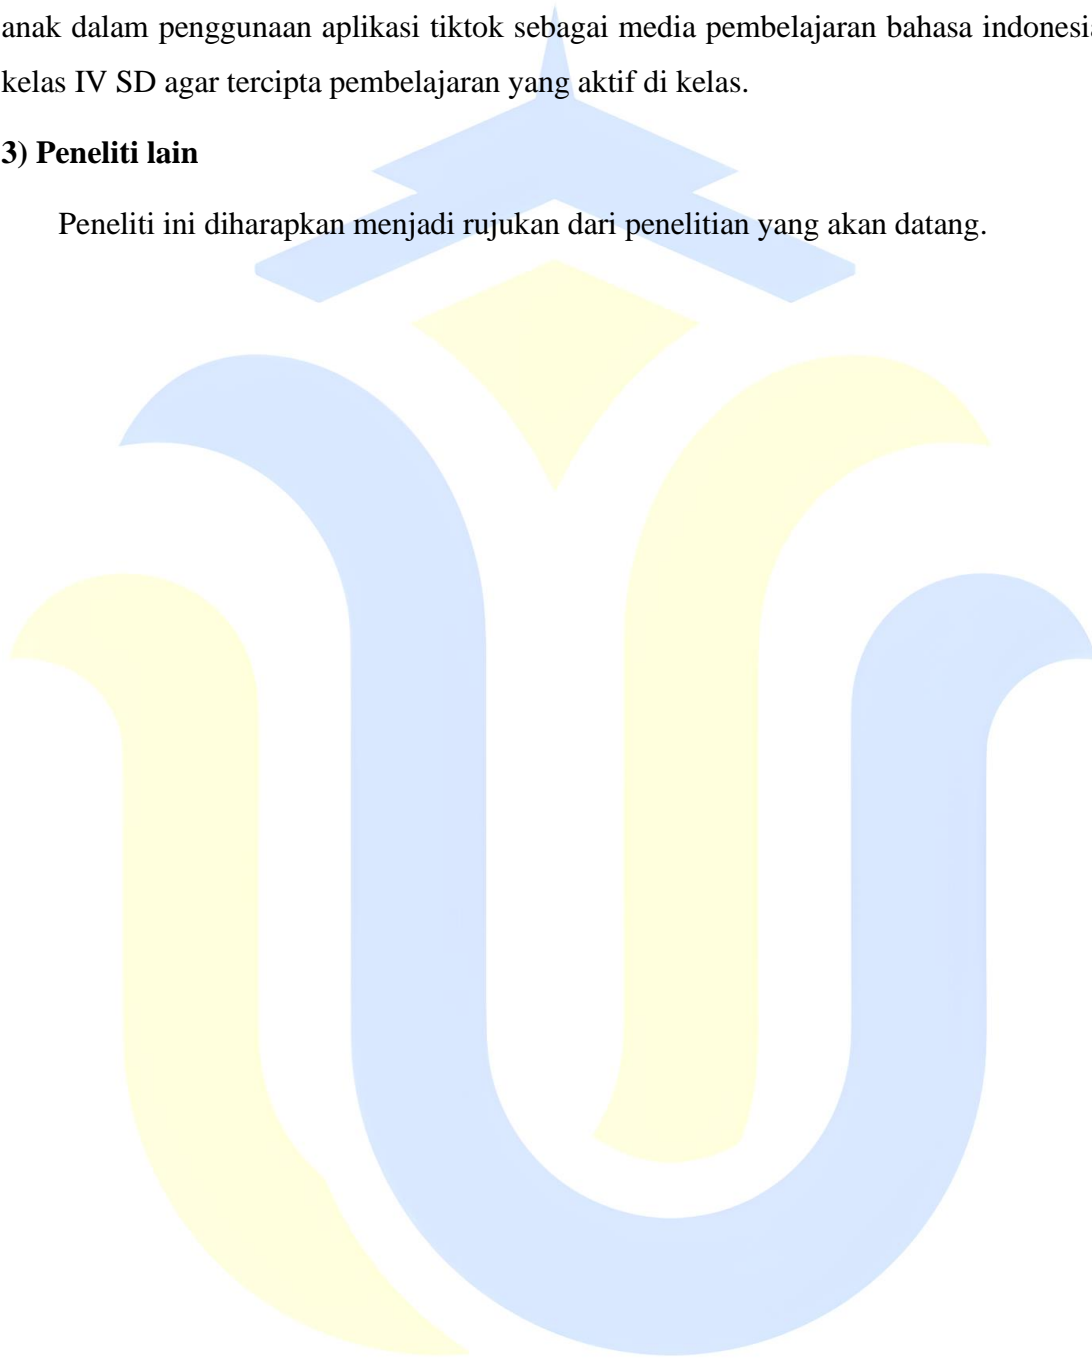 anak dalam penggunaan aplikasi tiktok sebagai media pembelajaran bahasa indonesia
kelas IV SD agar tercipta pembelajaran yang aktif di kelas.
3) Peneliti lain
Peneliti ini diharapkan menjadi rujukan dari penelitian yang akan datang.